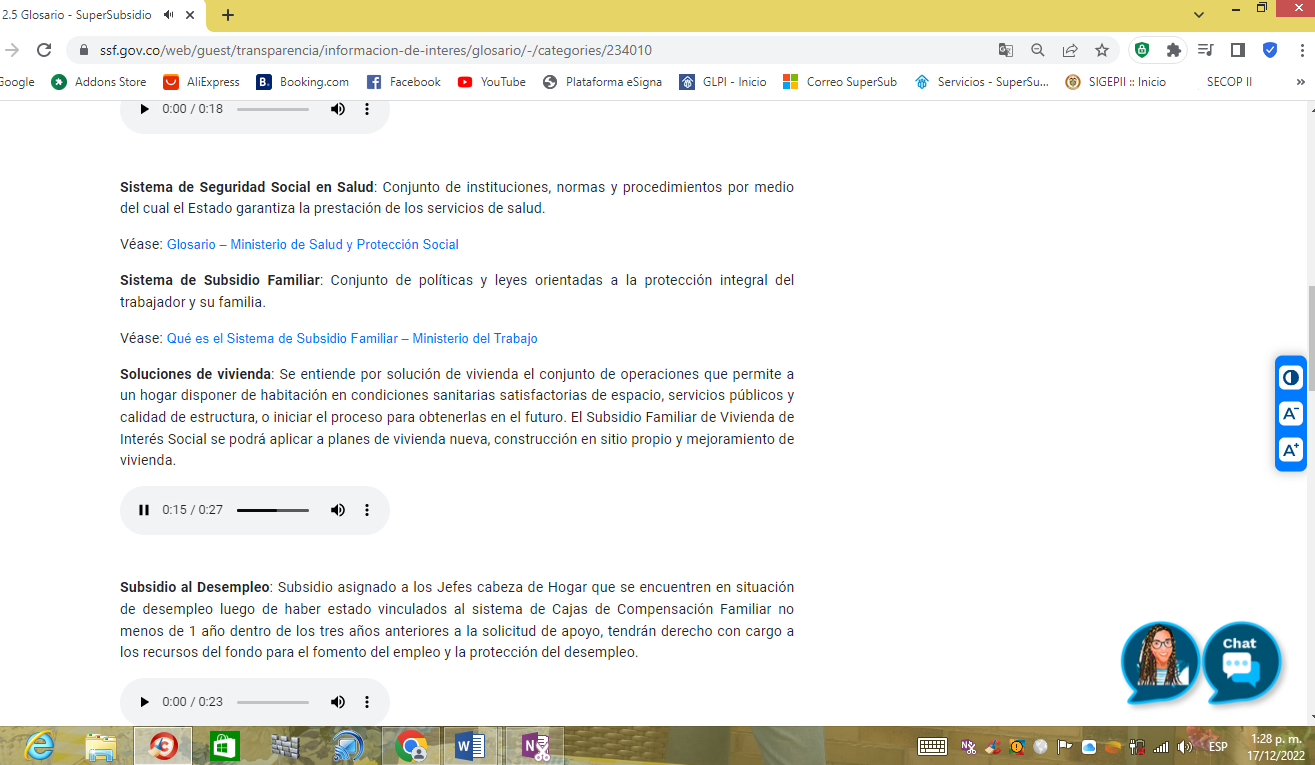 2.5 Glosario - SuperSubsidio
ssf.gov.co/web/guest/transparencia/informacion-de-interes/glosario/-/categories/234010
Google Addons Store AliExpress B. Booking.com Facebook YouTube Plataforma eSigna GLPI - Inicio Correo SuperSub Servicios - SuperSu... SIGEPII :: Inicio SECOP II »
0:00 / 0:18
Sistema de Seguridad Social en Salud: Conjunto de instituciones, normas y procedimientos por medio
del cual el Estado garantiza la prestación de los servicios de salud.
Véase: Glosario – Ministerio de Salud y Protección Social
Sistema de Subsidio Familiar: Conjunto de políticas y leyes orientadas a la protección integral del
trabajador y su familia.
Véase: Qué es el Sistema de Subsidio Familiar – Ministerio del Trabajo
Soluciones de vivienda: Se entiende por solución de vivienda el conjunto de operaciones que permite a
un hogar disponer de habitación en condiciones sanitarias satisfactorias de espacio, servicios públicos y
calidad de estructura, o iniciar el proceso para obtenerlas en el futuro. El Subsidio Familiar de Vivienda de
Interés Social se podrá aplicar a planes de vivienda nueva, construcción en sitio propio y mejoramiento de
vivienda.
A-
A+
0:15 / 0:27
Subsidio al Desempleo: Subsidio asignado a los Jefes cabeza de Hogar que se encuentren en situación
de desempleo luego de haber estado vinculados al sistema de Cajas de Compensación Familiar no
menos de 1 año dentro de los tres años anteriores a la solicitud de apoyo, tendrán derecho con cargo a
los recursos del fondo para el fomento del empleo y la protección del desempleo.
Chat
0:00 / 0:23
ESP
1:28 p. m.
17/12/2022